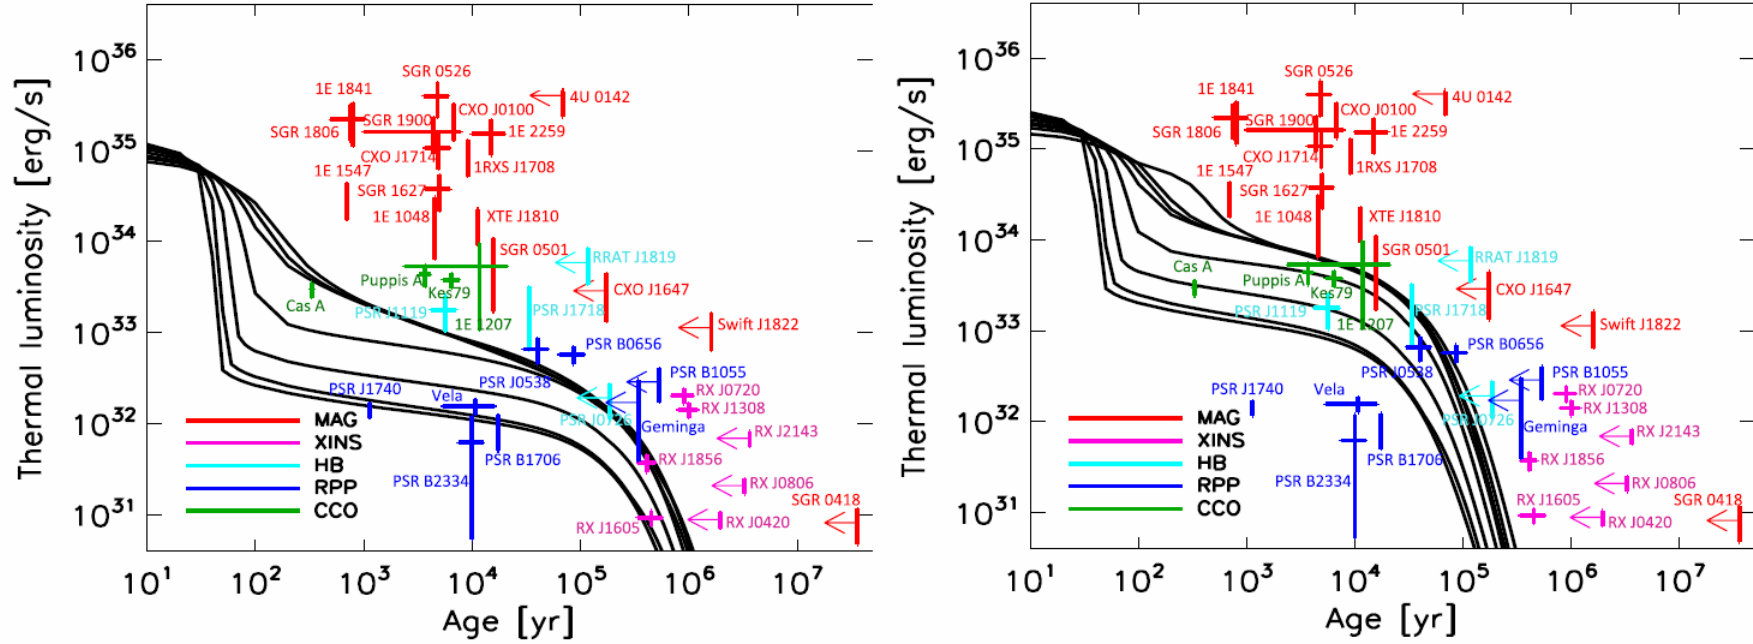 Thermal luminosity [erg/s]
10^36
10^35
10^34
10^33
10^32
10^31
SGR 0526
1E 1841
4U 0142
CXO J0100
SGR 1900
SGR 1806
1E 2259
CXO J1714
1E 1547
1RXS J1708
SGR 1627
1E 1048
XTE J1810
SGR 0501
RRAT J1819
Puppis A
Cas A
Kes79
CXO J1647
PSR J1119
PSR J1718
1E 1207
Swift J1822
PSR B0656
PSR J0538
PSR B1055
PSR J1740
Vela
RX J0720
RX J1308
PSR J0726
Geminga
RX J2143
PSR B1706
RX J1856
PSR B2334
RX J0806
SGR 0418
RX J1605
RX J0420
MAG
XINS
HB
RPP
CCO
10^1 10^2 10^3 10^4 10^5 10^6 10^7
Age [yr]
Thermal luminosity [erg/s]
10^36
10^35
10^34
10^33
10^32
10^31
SGR 0526
1E 1841
4U 0142
CXO J0100
SGR 1900
SGR 1806
1E 2259
CXO J1714
1E 1547
1RXS J1708
SGR 1627
1E 1048
XTE J1810
SGR 0501
RRAT J1819
Cas A
Puppis A
Kes79
CXO J1647
PSR J1119
PSR J1718
1E 1207
Swift J1822
PSR B0656
PSR J0538
PSR B1055
PSR J1740
Vela
RX J0720
RX J1308
PSR J0726
Geminga
RX J2143
PSR B1706
RX J1856
PSR B2334
RX J0806
RX J1605
SGR 0418
RX J0420
MAG
XINS
HB
RPP
CCO
10^1 10^2 10^3 10^4 10^5 10^6 10^7
Age [yr]